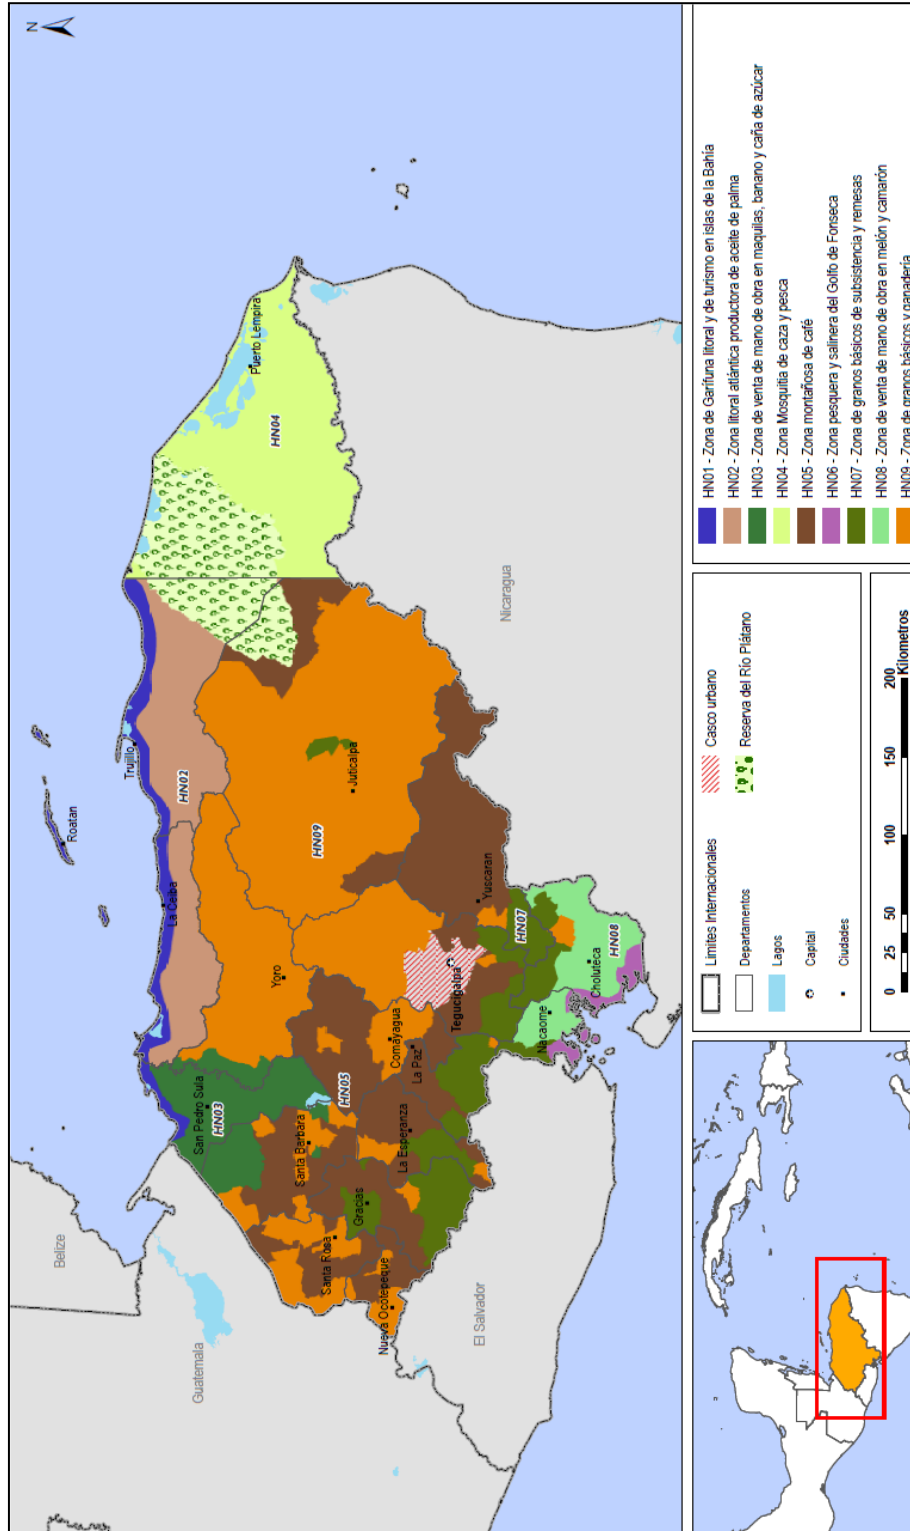 N
Belize
Guatemala
El Salvador
Nicaragua
Roatan
Trujillo
La Ceiba
HN02
San Pedro Sula
HN03
Yoro
HN09
Juticalpa
HN04
Puerto Lempira
Santa Barbara
HN05
Santa Rosa
Gracias
La Esperanza
Comayagua
La Paz
Nueva Ocotepeque
Tegucigalpa
Yuscaran
HN07
Nacaome
Choluteca
HN08
Límites Internacionales
Departamentos
Lagos
Capital
Ciudades
Casco urbano
Reserva del Río Plátano
0 25 50 100 150 200
Kilometros
HN01 - Zona de Garífuna litoral y de turismo en islas de la Bahía
HN02 - Zona litoral atlántica productora de aceite de palma
HN03 - Zona de venta de mano de obra en maquilas, banano y caña de azúcar
HN04 - Zona Mosquitia de caza y pesca
HN05 - Zona montañosa de café
HN06 - Zona pesquera y salinera del Golfo de Fonseca
HN07 - Zona de granos básicos de subsistencia y remesas
HN08 - Zona de venta de mano de obra en melón y camarón
HN09 - Zona de granos básicos y ganadería